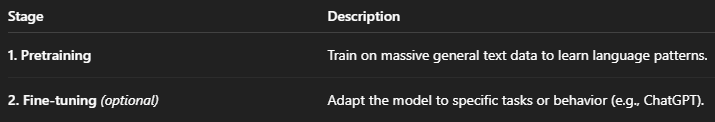 Stage Description
1. Pretraining Train on massive general text data to learn language patterns.
2. Fine-tuning (optional) Adapt the model to specific tasks or behavior (e.g., ChatGPT).